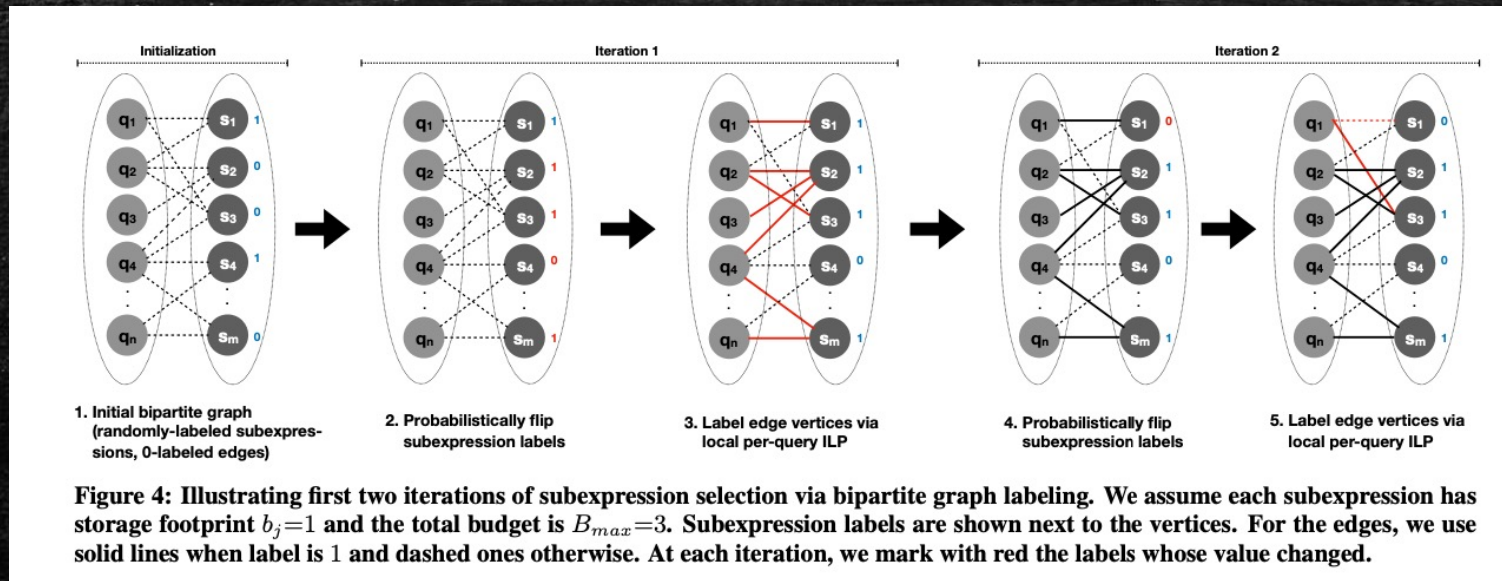 Initialization
Iteration 1
Iteration 2
q1 s1 1
q2 s2 0
q3 s3 0
q4 s4 1
. .
. .
qn sm 0
q1 s1 1
q2 s2 1
q3 s3 1
q4 s4 0
. .
. .
qn sm 1
q1 s1 1
q2 s2 1
q3 s3 1
q4 s4 0
. .
. .
qn sm 1
q1 s1 0
q2 s2 1
q3 s3 1
q4 s4 0
. .
. .
qn sm 1
q1 s1 0
q2 s2 1
q3 s3 1
q4 s4 0
. .
. .
qn sm 1
1. Initial bipartite graph
(randomly-labeled subexpres-
sions, 0-labeled edges)
2. Probabilistically flip
subexpression labels
3. Label edge vertices via
local per-query ILP
4. Probabilistically flip
subexpression labels
5. Label edge vertices via
local per-query ILP
Figure 4: Illustrating first two iterations of subexpression selection via bipartite graph labeling. We assume each subexpression has
storage footprint bj=1 and the total budget is Bmax=3. Subexpression labels are shown next to the vertices. For the edges, we use
solid lines when label is 1 and dashed ones otherwise. At each iteration, we mark with red the labels whose value changed.